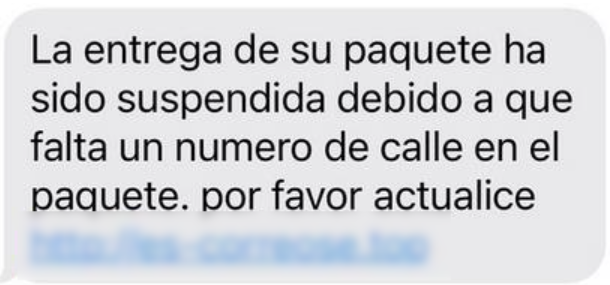 La entrega de su paquete ha
sido suspendida debido a que
falta un numero de calle en el
paquete. por favor actualice